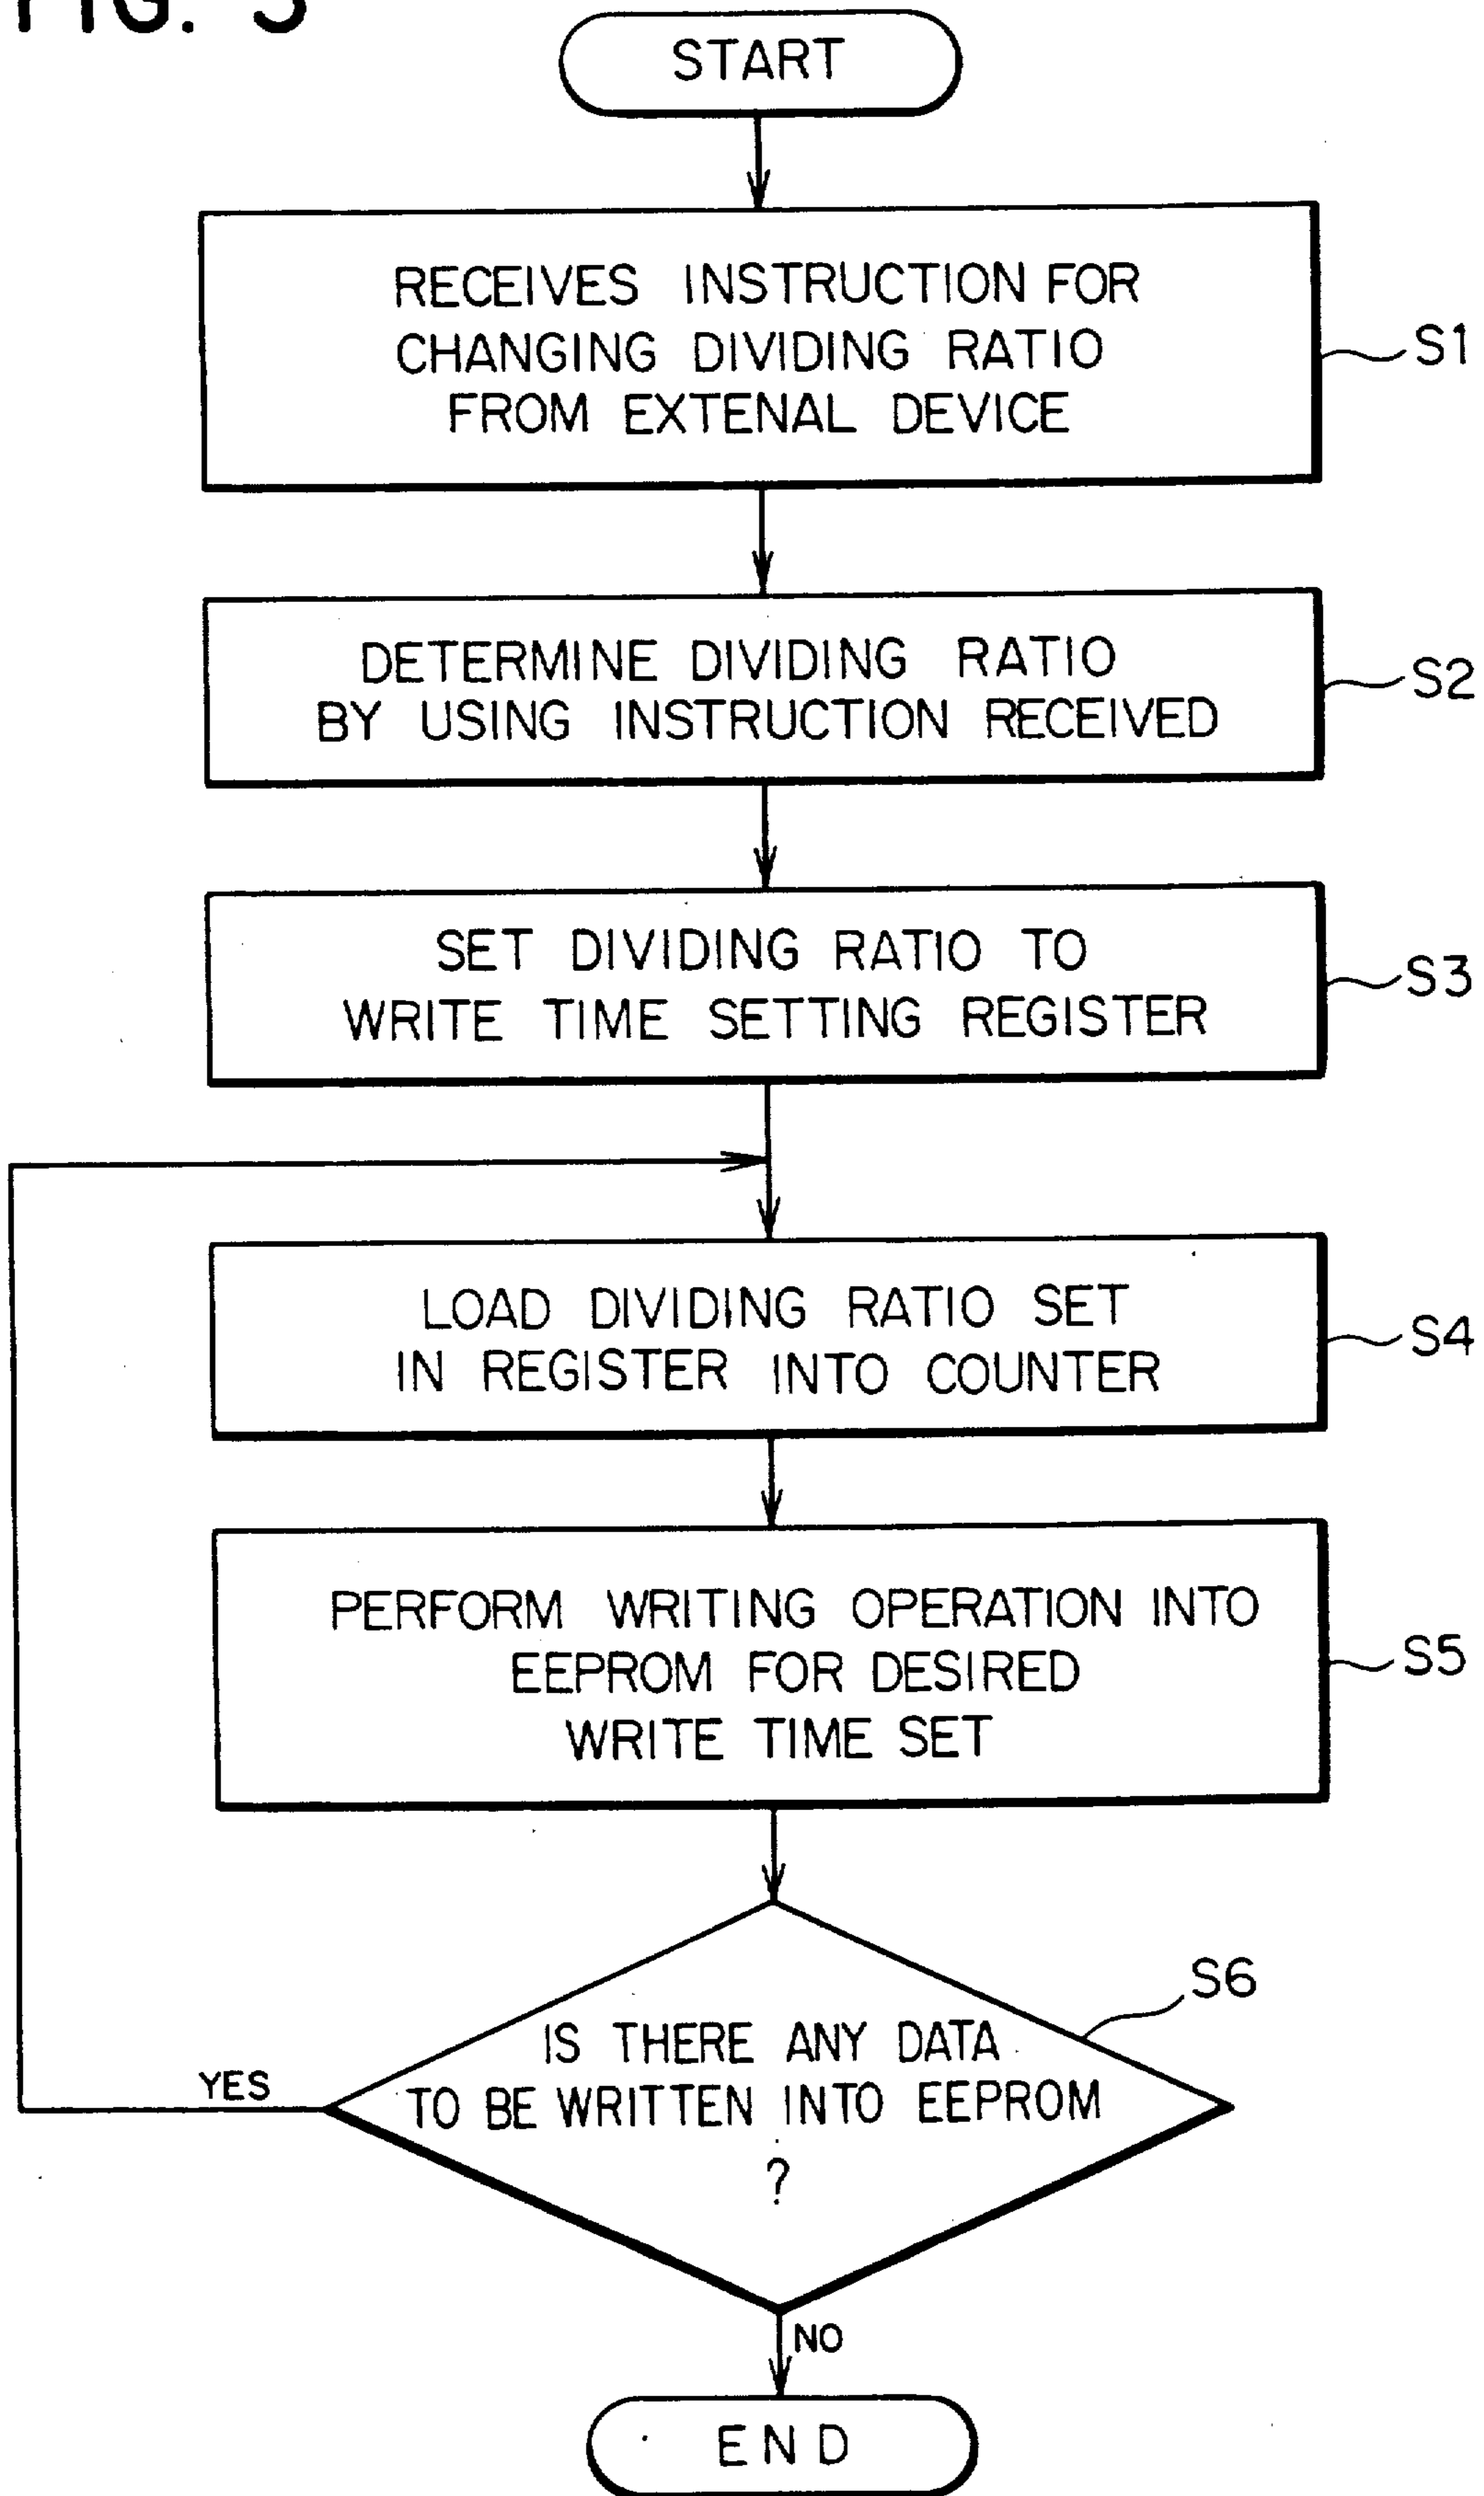 FIG. 5
START
RECEIVES INSTRUCTION FOR
CHANGING DIVIDING RATIO
FROM EXTENAL DEVICE
S1
DETERMINE DIVIDING RATIO
BY USING INSTRUCTION RECEIVED
S2
SET DIVIDING RATIO TO
WRITE TIME SETTING REGISTER
S3
LOAD DIVIDING RATIO SET
IN REGISTER INTO COUNTER
S4
PERFORM WRITING OPERATION INTO
EEPROM FOR DESIRED
WRITE TIME SET
S5
S6
IS THERE ANY DATA
TO BE WRITTEN INTO EEPROM
?
YES
NO
END